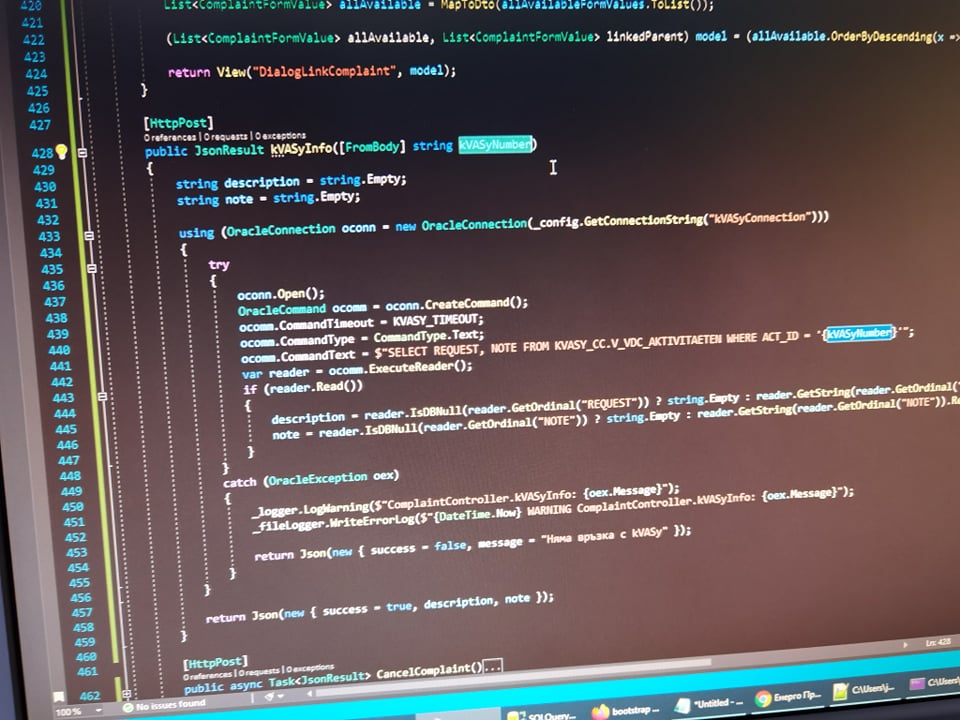 420 List<ComplaintFormValue> allAvailable = MapToDto(allAvailableFormValues.ToList());
421
422 (List<ComplaintFormValue> allAvailable, List<ComplaintFormValue> linkedParent) model = (allAvailable.OrderByDescending(x =>
423
424 return View("DialogLinkComplaint", model);
425 }
426
427 [HttpPost]
0 references | 0 requests | 0 exceptions
428 public JsonResult kVASyInfo([FromBody] string kVASyNumber)
429 {
430 string description = string.Empty;
431 string note = string.Empty;
432
433 using (OracleConnection oconn = new OracleConnection(_config.GetConnectionString("kVASyConnection")))
434 {
435 try
436 {
437 oconn.Open();
438 OracleCommand ocomm = oconn.CreateCommand();
439 ocomm.CommandTimeout = KVASY_TIMEOUT;
440 ocomm.CommandType = CommandType.Text;
441 ocomm.CommandText = $"SELECT REQUEST, NOTE FROM KVASY_CC.V_VDC_AKTIVITAETEN WHERE ACT_ID = '{kVASyNumber}'";
442 var reader = ocomm.ExecuteReader();
443 if (reader.Read())
444 {
445 description = reader.IsDBNull(reader.GetOrdinal("REQUEST")) ? string.Empty : reader.GetString(reader.GetOrdinal("
446 note = reader.IsDBNull(reader.GetOrdinal("NOTE")) ? string.Empty : reader.GetString(reader.GetOrdinal("NOTE")).Re
447 }
448 }
449 catch (OracleException oex)
450 {
451 _logger.LogWarning($"ComplaintController.kVASyInfo: {oex.Message}");
452 _fileLogger.WriteErrorLog($"{DateTime.Now} WARNING ComplaintController.kVASyInfo: {oex.Message}");
453
454 return Json(new { success = false, message = "Няма връзка с kVASy" });
455 }
456 }
457
458 return Json(new { success = true, description, note });
459 }
460
461 [HttpPost]
0 references | 0 requests | 0 exceptions
462 public async Task<JsonResult> CancelComplaint()...
100 % No issues found Ln: 428
SQLQuery... bootstrap ... *Untitled - ... Енерго Пр... C:\Users\j... C:\Users\